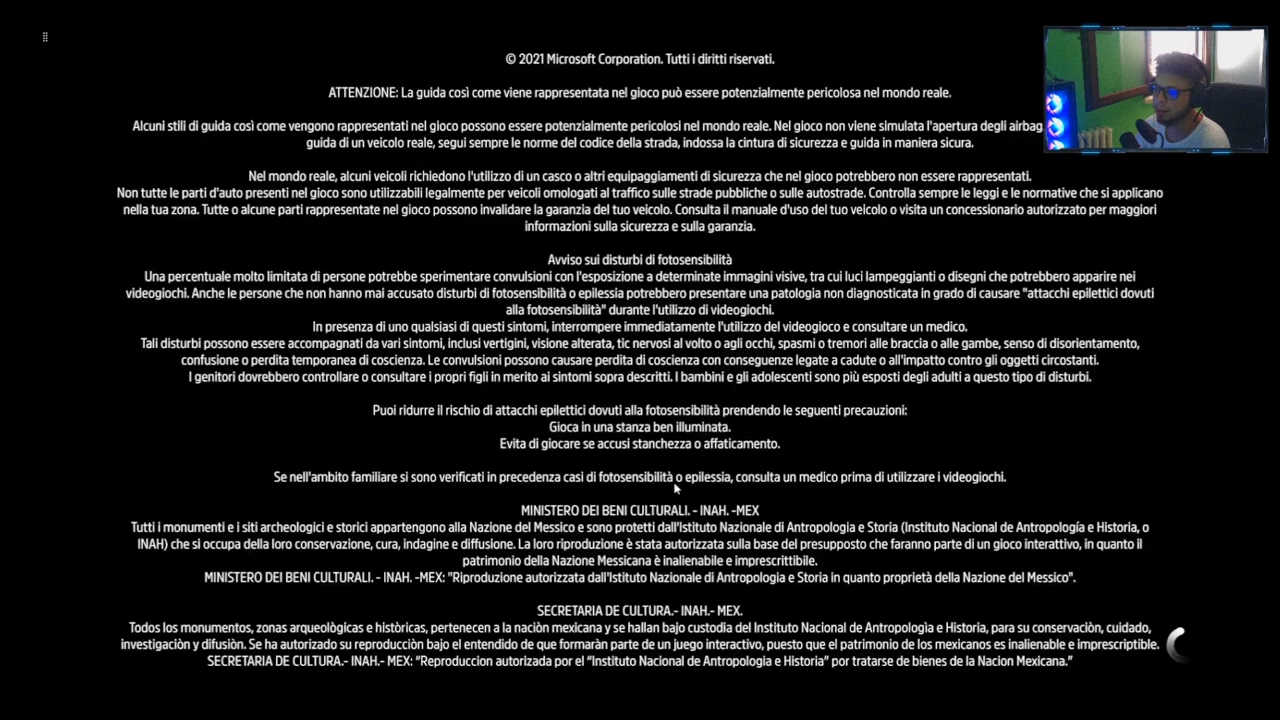 © 2021 Microsoft Corporation. Tutti i diritti riservati.
ATTENZIONE: La guida così come viene rappresentata nel gioco può essere potenzialmente pericolosa nel mondo reale.
Alcuni stili di guida così come vengono rappresentati nel gioco possono essere potenzialmente pericolosi nel mondo reale. Nel gioco non viene simulata l'apertura degli airbag
guida di un veicolo reale, segui sempre le norme del codice della strada, indossa la cintura di sicurezza e guida in maniera sicura.
Nel mondo reale, alcuni veicoli richiedono l'utilizzo di un casco o altri equipaggiamenti di sicurezza che nel gioco potrebbero non essere rappresentati.
Non tutte le parti d'auto presenti nel gioco sono utilizzabili legalmente per veicoli omologati al traffico sulle strade pubbliche o sulle autostrade. Controlla sempre le leggi e le normative che si applicano
nella tua zona. Tutte o alcune parti rappresentate nel gioco possono invalidare la garanzia del tuo veicolo. Consulta il manuale d'uso del tuo veicolo o visita un concessionario autorizzato per maggiori
informazioni sulla sicurezza e sulla garanzia.
Avviso sui disturbi di fotosensibilità
Una percentuale molto limitata di persone potrebbe sperimentare convulsioni con l'esposizione a determinate immagini visive, tra cui luci lampeggianti o disegni che potrebbero apparire nei
videogiochi. Anche le persone che non hanno mai accusato disturbi di fotosensibilità o epilessia potrebbero presentare una patologia non diagnosticata in grado di causare "attacchi epilettici dovuti
alla fotosensibilità" durante l'utilizzo di videogiochi.
In presenza di uno qualsiasi di questi sintomi, interrompere immediatamente l'utilizzo del videogioco e consultare un medico.
Tali disturbi possono essere accompagnati da vari sintomi, inclusi vertigini, visione alterata, tic nervosi al volto o agli occhi, spasmi o tremori alle braccia o alle gambe, senso di disorientamento,
confusione o perdita temporanea di coscienza. Le convulsioni possono causare perdita di coscienza con conseguenze legate a cadute o all'impatto contro gli oggetti circostanti.
I genitori dovrebbero controllare o consultare i propri figli in merito ai sintomi sopra descritti. I bambini e gli adolescenti sono più esposti degli adulti a questo tipo di disturbi.
Puoi ridurre il rischio di attacchi epilettici dovuti alla fotosensibilità prendendo le seguenti precauzioni:
Gioca in una stanza ben illuminata.
Evita di giocare se accusi stanchezza o affaticamento.
Se nell'ambito familiare si sono verificati in precedenza casi di fotosensibilità o epilessia, consulta un medico prima di utilizzare i videogiochi.
MINISTERO DEI BENI CULTURALI. - INAH. -MEX
Tutti i monumenti e i siti archeologici e storici appartengono alla Nazione del Messico e sono protetti dall'Istituto Nazionale di Antropologia e Storia (Instituto Nacional de Antropología e Historia, o
INAH) che si occupa della loro conservazione, cura, indagine e diffusione. La loro riproduzione è stata autorizzata sulla base del presupposto che faranno parte di un gioco interattivo, in quanto il
patrimonio della Nazione Messicana è inalienabile e imprescrittibile.
MINISTERO DEI BENI CULTURALI. - INAH. -MEX: "Riproduzione autorizzata dall'Istituto Nazionale di Antropologia e Storia in quanto proprietà della Nazione del Messico".
SECRETARIA DE CULTURA.- INAH.- MEX.
Todos los monumentos, zonas arqueològicas e històricas, pertenecen a la naciòn mexicana y se hallan bajo custodia del Instituto Nacional de Antropologìa e Historia, para su conservaciòn, cuidado,
investigaciòn y difusiòn. Se ha autorizado su reproducciòn bajo el entendido de que formaràn parte de un juego interactivo, puesto que el patrimonio de los mexicanos es inalienable e imprescriptible.
SECRETARIA DE CULTURA.- INAH.- MEX: “Reproduccion autorizada por el “Instituto Nacional de Antropologia e Historia” por tratarse de bienes de la Nacion Mexicana.”